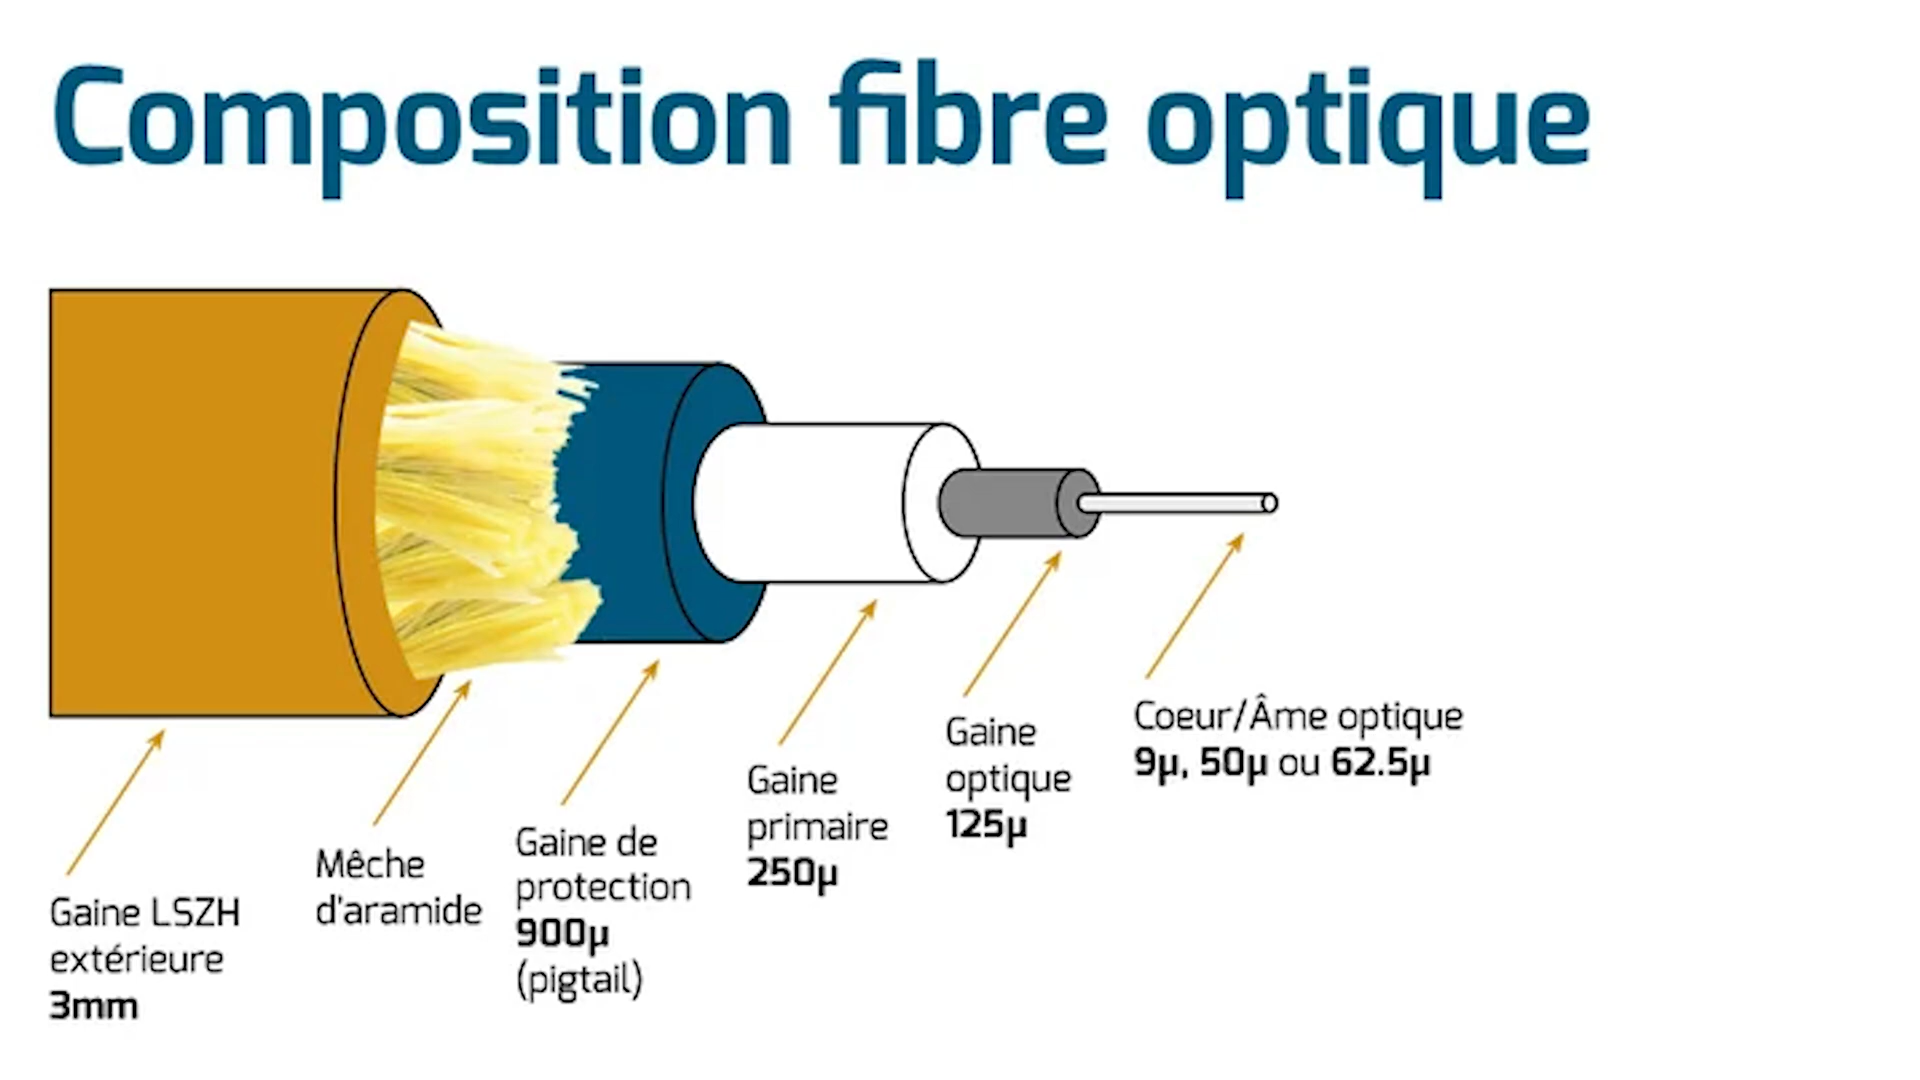 Composition fibre optique
Gaine LSZH
extérieure
3mm
Mêche
d'aramide
Gaine de
protection
900µ
(pigtail)
Gaine
primaire
250µ
Gaine
optique
125µ
Coeur/Âme optique
9µ, 50µ ou 62.5µ